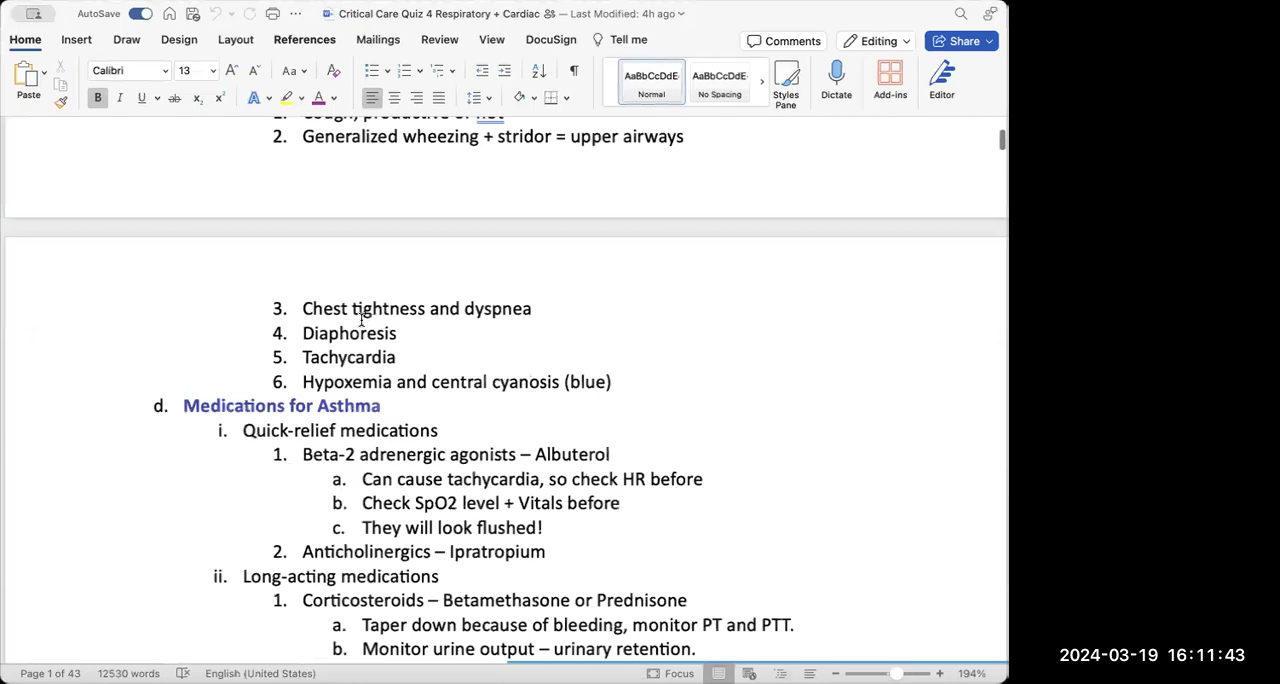 AutoSave
Critical Care Quiz 4 Respiratory + Cardiac — Last Modified: 4h ago
Home Insert Draw Design Layout References Mailings Review View DocuSign Tell me
Comments Editing Share
Paste
Calibri 13
Aa
B I U ab x₂ x² A A
AaBbCcDdE AaBbCcDdE
Normal No Spacing
Styles Pane
Dictate
Add-ins
Editor
2. Generalized wheezing + stridor = upper airways
3. Chest tightness and dyspnea
4. Diaphoresis
5. Tachycardia
6. Hypoxemia and central cyanosis (blue)
d. Medications for Asthma
i. Quick-relief medications
1. Beta-2 adrenergic agonists – Albuterol
a. Can cause tachycardia, so check HR before
b. Check SpO2 level + Vitals before
c. They will look flushed!
2. Anticholinergics – Ipratropium
ii. Long-acting medications
1. Corticosteroids – Betamethasone or Prednisone
a. Taper down because of bleeding, monitor PT and PTT.
b. Monitor urine output – urinary retention.
Page 1 of 43 12530 words English (United States) Focus 194%
2024-03-19 16:11:43